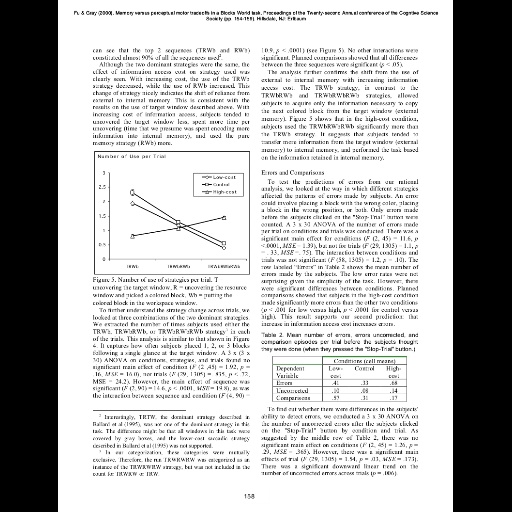 Fu & Gray (2000). Memory versus perceptual motor tradeoffs in a Blocks World task. Proceedings of the Twenty-second Annual conference of the Cognitive Science
Society (pp. 154-159). Hillsdale, NJ: Erlbaum
can see that the top 2 sequences (TRWb and RWb)
constituted almost 90% of all the sequences used².
Although the two dominant strategies were the same, the
effect of information access cost on strategy used was
clearly seen. With increasing cost, the use of the TRWb
strategy decreased, while the use of RWb increased. This
change of strategy nicely indicates the shift of reliance from
external to internal memory. This is consistent with the
results on the use of target window described above. With
increasing cost of information access, subjects tended to
uncovered the target window less, spent more time per
uncovering (time that we presume was spent encoding more
information into internal memory), and used the pure
memory strategy (RWb) more.
Number of Use per Trial
3
2.5
2
1.5
1
0.5
0
Low-cost
Control
High-cost
TRWb
TRWbRWb
TRWbRWbRWb
Figure 5. Number of use of strategies per trial. T =
uncovering the target window, R = uncovering the resource
window and picked a colored block, Wb = putting the
colored block in the workspace window.
To further understand the strategy change across trials, we
looked at three combinations of the two dominant strategies.
We extracted the number of times subjects used either the
TRWb, TRWbRWb, or TRWbRWbRWb strategy³ in each
of the trials. This analysis is similar to that shown in Figure
4. It captures how often subjects placed 1, 2, or 3 blocks
following a single glance at the target window. A 3 x (3 x
30) ANOVA on conditions, strategies, and trials found no
significant main effect of condition (F (2, 45) = 1.92, p =
.16, MSE = 16.0), nor trials (F (29, 1305) = .815, p = .72,
MSE = 24.2). However, the main effect of sequence was
significant (F (2, 90) = 14.6, p < .0001, MSE = 19.8), as was
the interaction between sequence and condition (F (4, 90) =
² Interestingly, TRTW, the dominant strategy described in
Ballard et al (1995), was not one of the dominant strategy in this
task. The difference might be that all windows in this task were
covered by gray boxes, and the lower-cost saccadic strategy
described in Ballard et al (1995) was not supported.
³ In our categorization, these categories were mutually
exclusive. Therefore, the run TRWRWRW was categorized as an
instance of the TRWRWRW strategy, but was not included in the
count for TRWRW or TRW.
10.9, p < .0001) (see Figure 5). No other interactions were
significant. Planned comparisons showed that all differences
between the three sequences were significant (p < .05).
The analysis further confirms the shift from the use of
external to internal memory with increasing information
access cost. The TRWb strategy, in contrast to the
TRWbRWb and TRWbRWbRWb strategies, allowed
subjects to acquire only the information necessary to copy
the next colored block from the target window (external
memory). Figure 5 shows that in the high-cost condition,
subjects used the TRWbRWbRWb significantly more than
the TRWb strategy. It suggests that subjects tended to
transfer more information from the target window (external
memory) to internal memory, and performed the task based
on the information retained in internal memory.
Errors and Comparisons
To test the predictions of errors from our rational
analysis, we looked at the way in which different strategies
affected the patterns of errors made by subjects. An error
could involve placing a block with the wrong color, placing
a block in the wrong position, or both. Only errors made
before the subjects clicked on the "Stop-Trial" button were
counted. A 3 x 30 ANOVA of the number of errors made
per trial on conditions and trials was conducted. There was a
significant main effect for conditions (F (2, 45) = 11.6, p
<.0001, MSE = 1.39), but not for trials (F (29, 1305) = 1.1, p
= .33, MSE = .75). The interaction between conditions and
trials was not significant (F (58, 1305) = 1.2, p = .10). The
row labeled "Errors" in Table 2 shows the mean number of
errors made by the subjects. The low error rates were not
surprising given the simplicity of the task. However, there
were significant differences between conditions. Planned
comparisons showed that subjects in the high-cost condition
made significantly more errors than the other two conditions
(p < .001 for low versus high, p < .0001 for control versus
high). This result supports our second prediction: that
increase in information access cost increases errors.
Table 2. Mean number of errors, errors uncorrected, and
comparison episodes per trial before the subjects thought
they were done (when they pressed the "Stop-Trial" button.)
Conditions (cell means)
Dependent Low- Control High-
Variable cost cost
Errors .41 .33 .68
Uncorrected .10 .08 .14
Comparisons .57 .31 .17
To find out whether there were differences in the subjects'
ability to detect errors, we conducted a 3 x 30 ANOVA on
the number of uncorrected errors after the subjects clicked
on the "Stop-Trial" button by condition and trial. As
suggested by the middle row of Table 2, there was no
significant main effect on conditions (F (2, 45) = 1.26, p =
.29, MSE = .365). However, there was a significant main
effects of trial (F (29, 1305) = 1.54, p = .03, MSE = .173).
There was a significant downward linear trend on the
number of uncorrected errors across trials (p = .006).
158